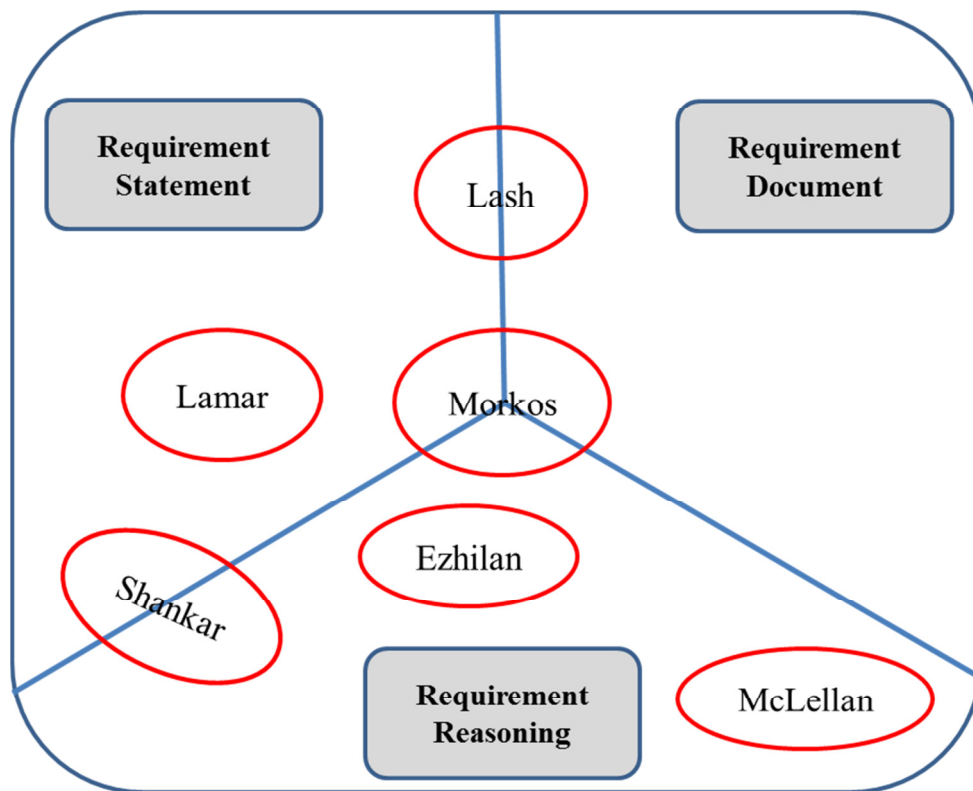 Requirement
Statement
Requirement
Document
Lash
Lamar
Morkos
Shankar
Ezhilan
Requirement
Reasoning
McLellan